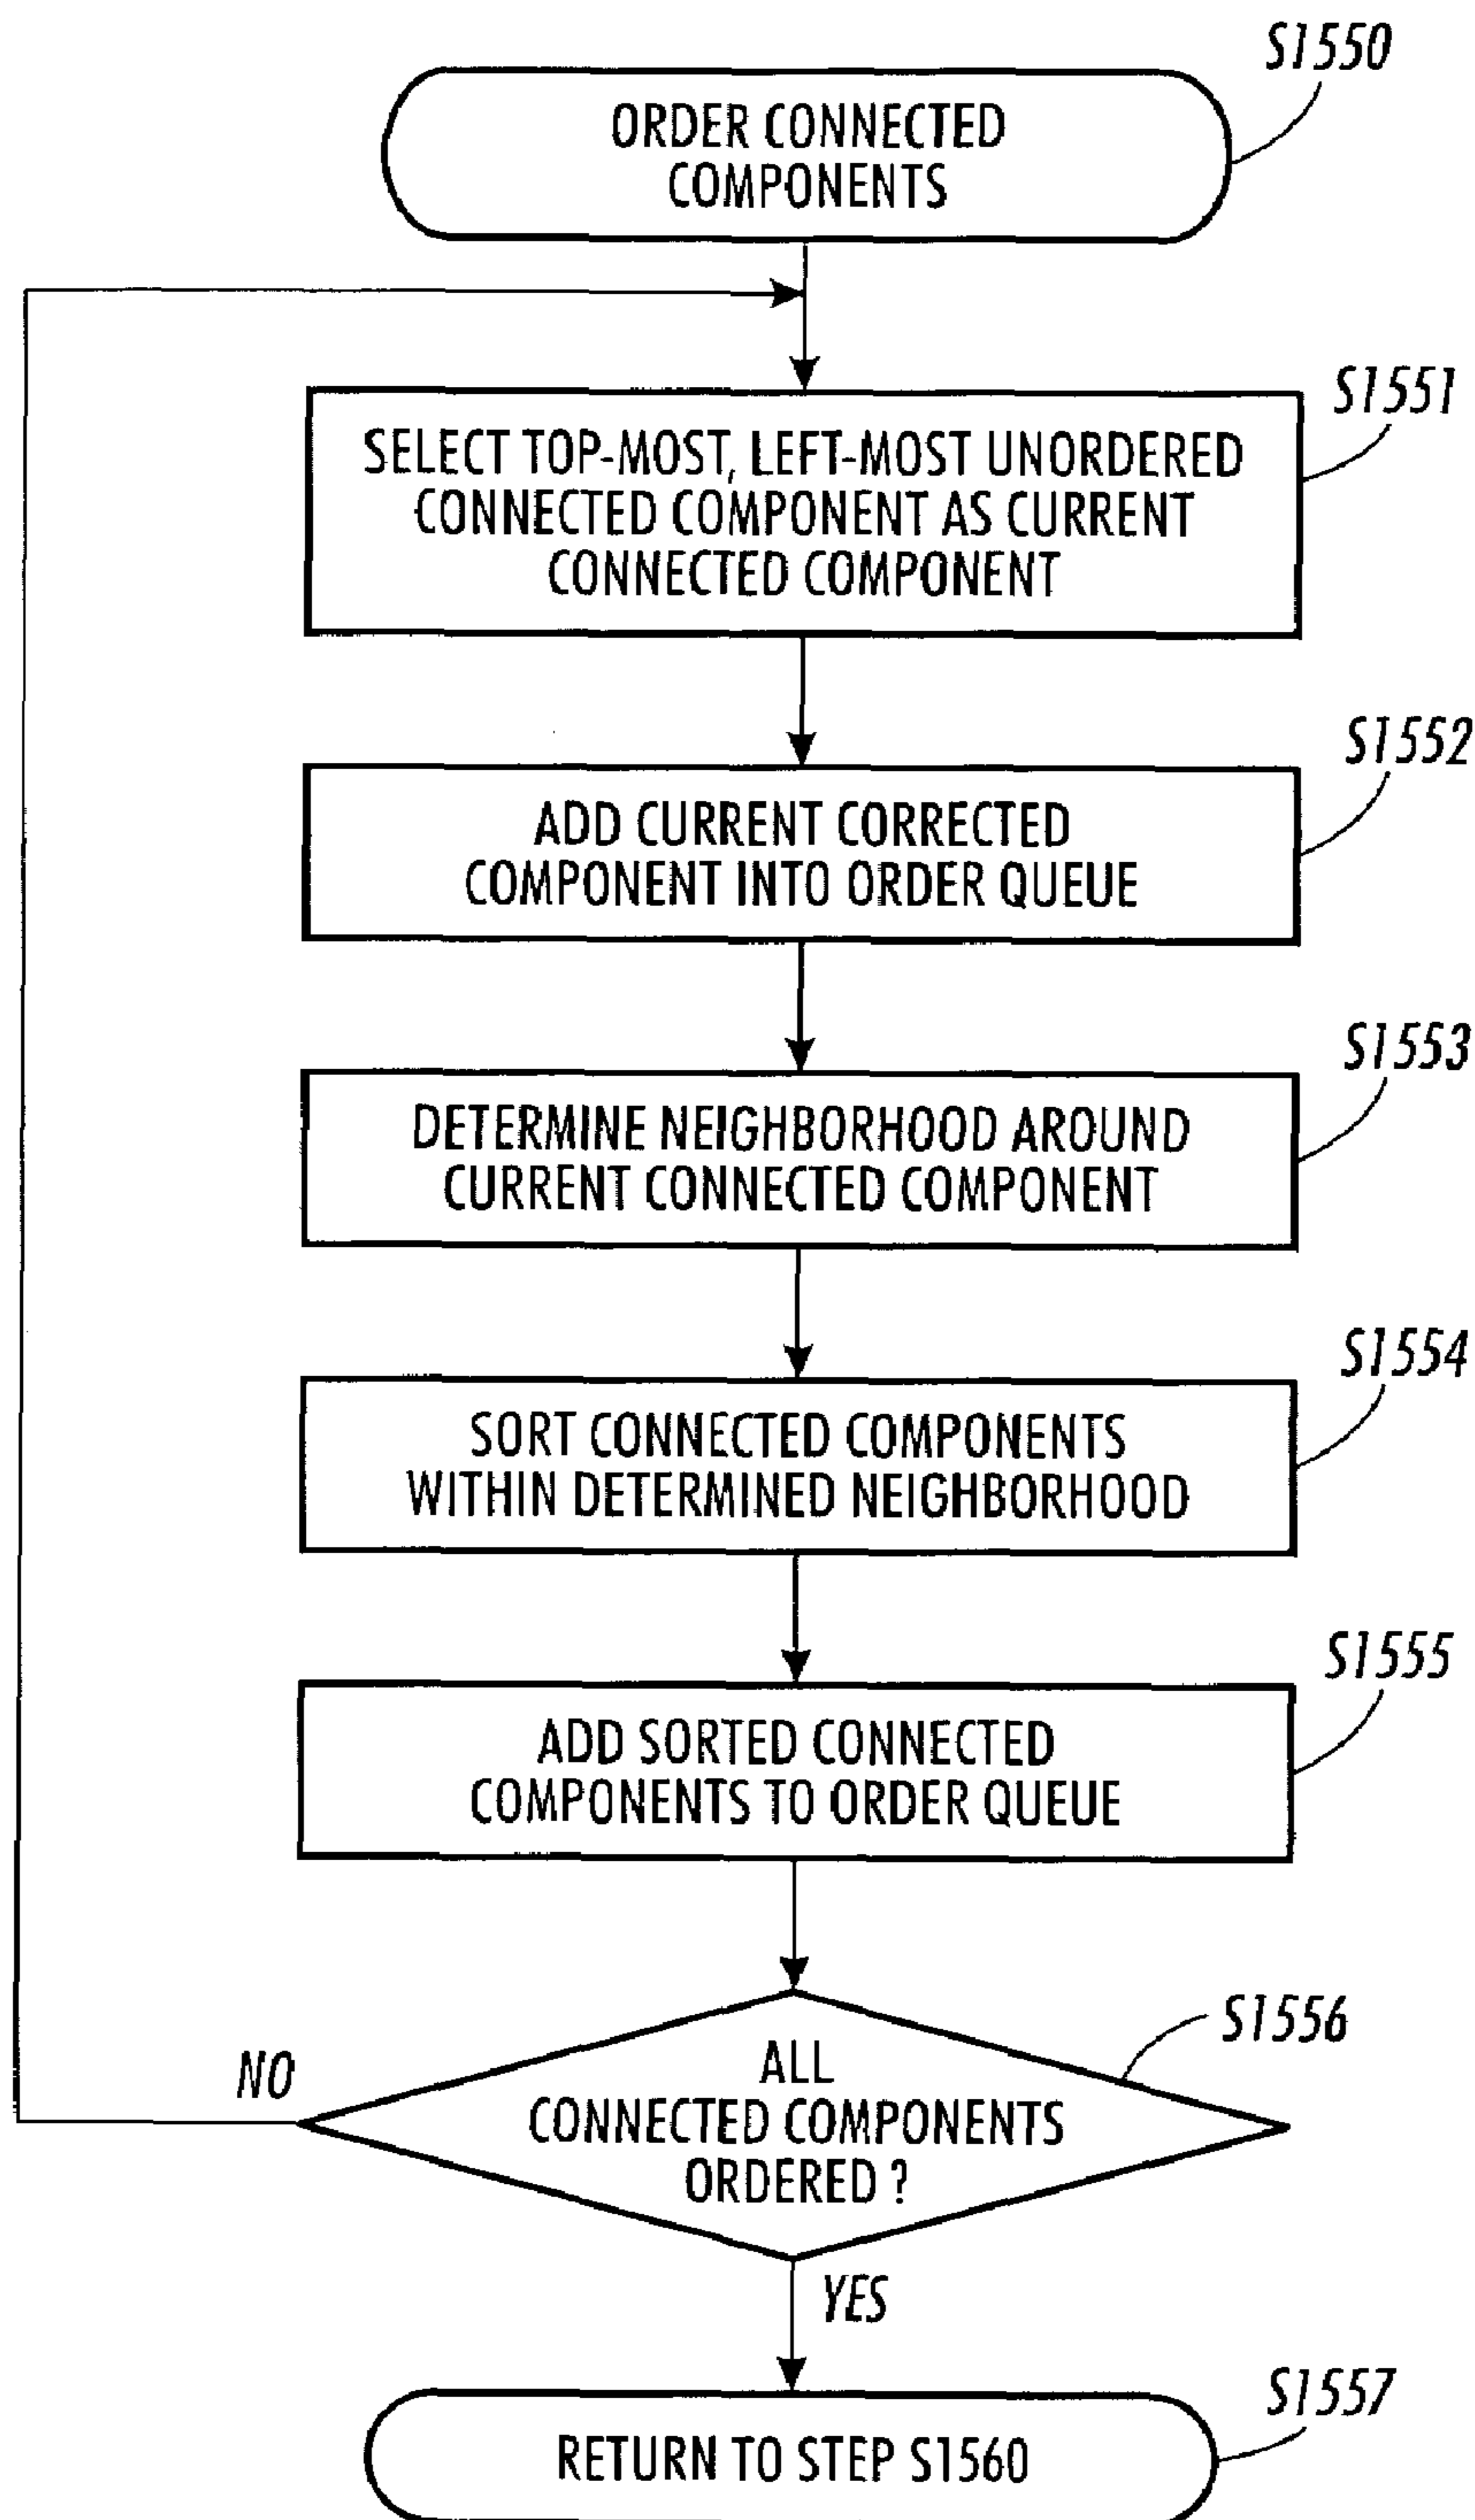 S1550
ORDER CONNECTED
COMPONENTS
S1551
SELECT TOP-MOST, LEFT-MOST UNORDERED
CONNECTED COMPONENT AS CURRENT
CONNECTED COMPONENT
S1552
ADD CURRENT CORRECTED
COMPONENT INTO ORDER QUEUE
S1553
DETERMINE NEIGHBORHOOD AROUND
CURRENT CONNECTED COMPONENT
S1554
SORT CONNECTED COMPONENTS
WITHIN DETERMINED NEIGHBORHOOD
S1555
ADD SORTED CONNECTED
COMPONENTS TO ORDER QUEUE
S1556
NO
ALL
CONNECTED COMPONENTS
ORDERED ?
YES
S1557
RETURN TO STEP S1560